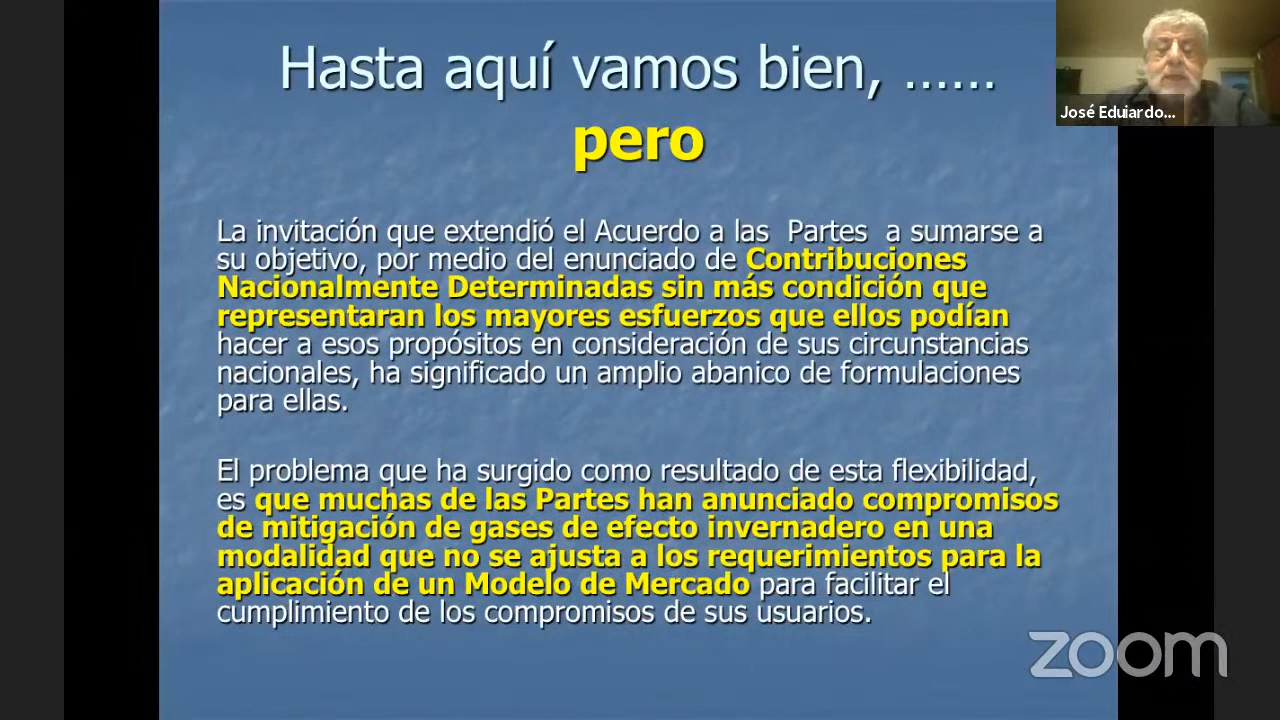 Hasta aquí vamos bien, ……
pero
José Eduiardo...
La invitación que extendió el Acuerdo a las Partes a sumarse a
su objetivo, por medio del enunciado de Contribuciones
Nacionalmente Determinadas sin más condición que
representaran los mayores esfuerzos que ellos podían
hacer a esos propósitos en consideración de sus circunstancias
nacionales, ha significado un amplio abanico de formulaciones
para ellas.
El problema que ha surgido como resultado de esta flexibilidad,
es que muchas de las Partes han anunciado compromisos
de mitigación de gases de efecto invernadero en una
modalidad que no se ajusta a los requerimientos para la
aplicación de un Modelo de Mercado para facilitar el
cumplimiento de los compromisos de sus usuarios.
zoom